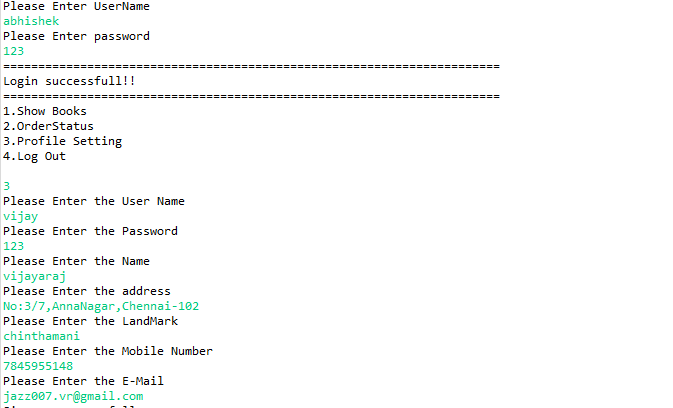 Please Enter UserName
abhishek
Please Enter password
123
=======================================================================
Login successfull!!
=======================================================================
1.Show Books
2.OrderStatus
3.Profile Setting
4.Log Out
3
Please Enter the User Name
vijay
Please Enter the Password
123
Please Enter the Name
vijayaraj
Please Enter the address
No:3/7,AnnaNagar,Chennai-102
Please Enter the LandMark
chinthamani
Please Enter the Mobile Number
7845955148
Please Enter the E-Mail
jazz007.vr@gmail.com